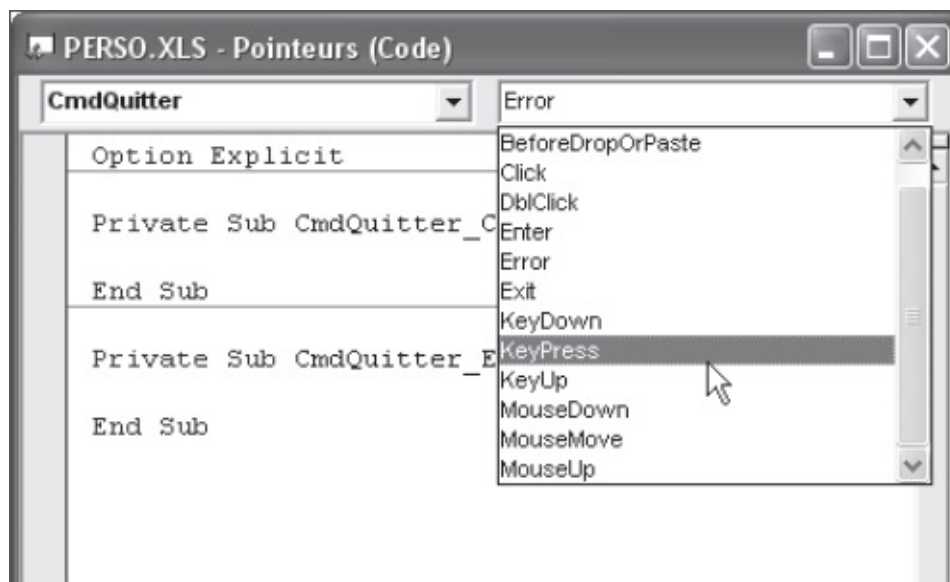 PERSO.XLS - Pointeurs (Code)
CmdQuitter
Error
Option Explicit
Private Sub CmdQuitter_C
End Sub
Private Sub CmdQuitter_E
End Sub
BeforeDropOrPaste
Click
DblClick
Enter
Error
Exit
KeyDown
KeyPress
KeyUp
MouseDown
MouseMove
MouseUp